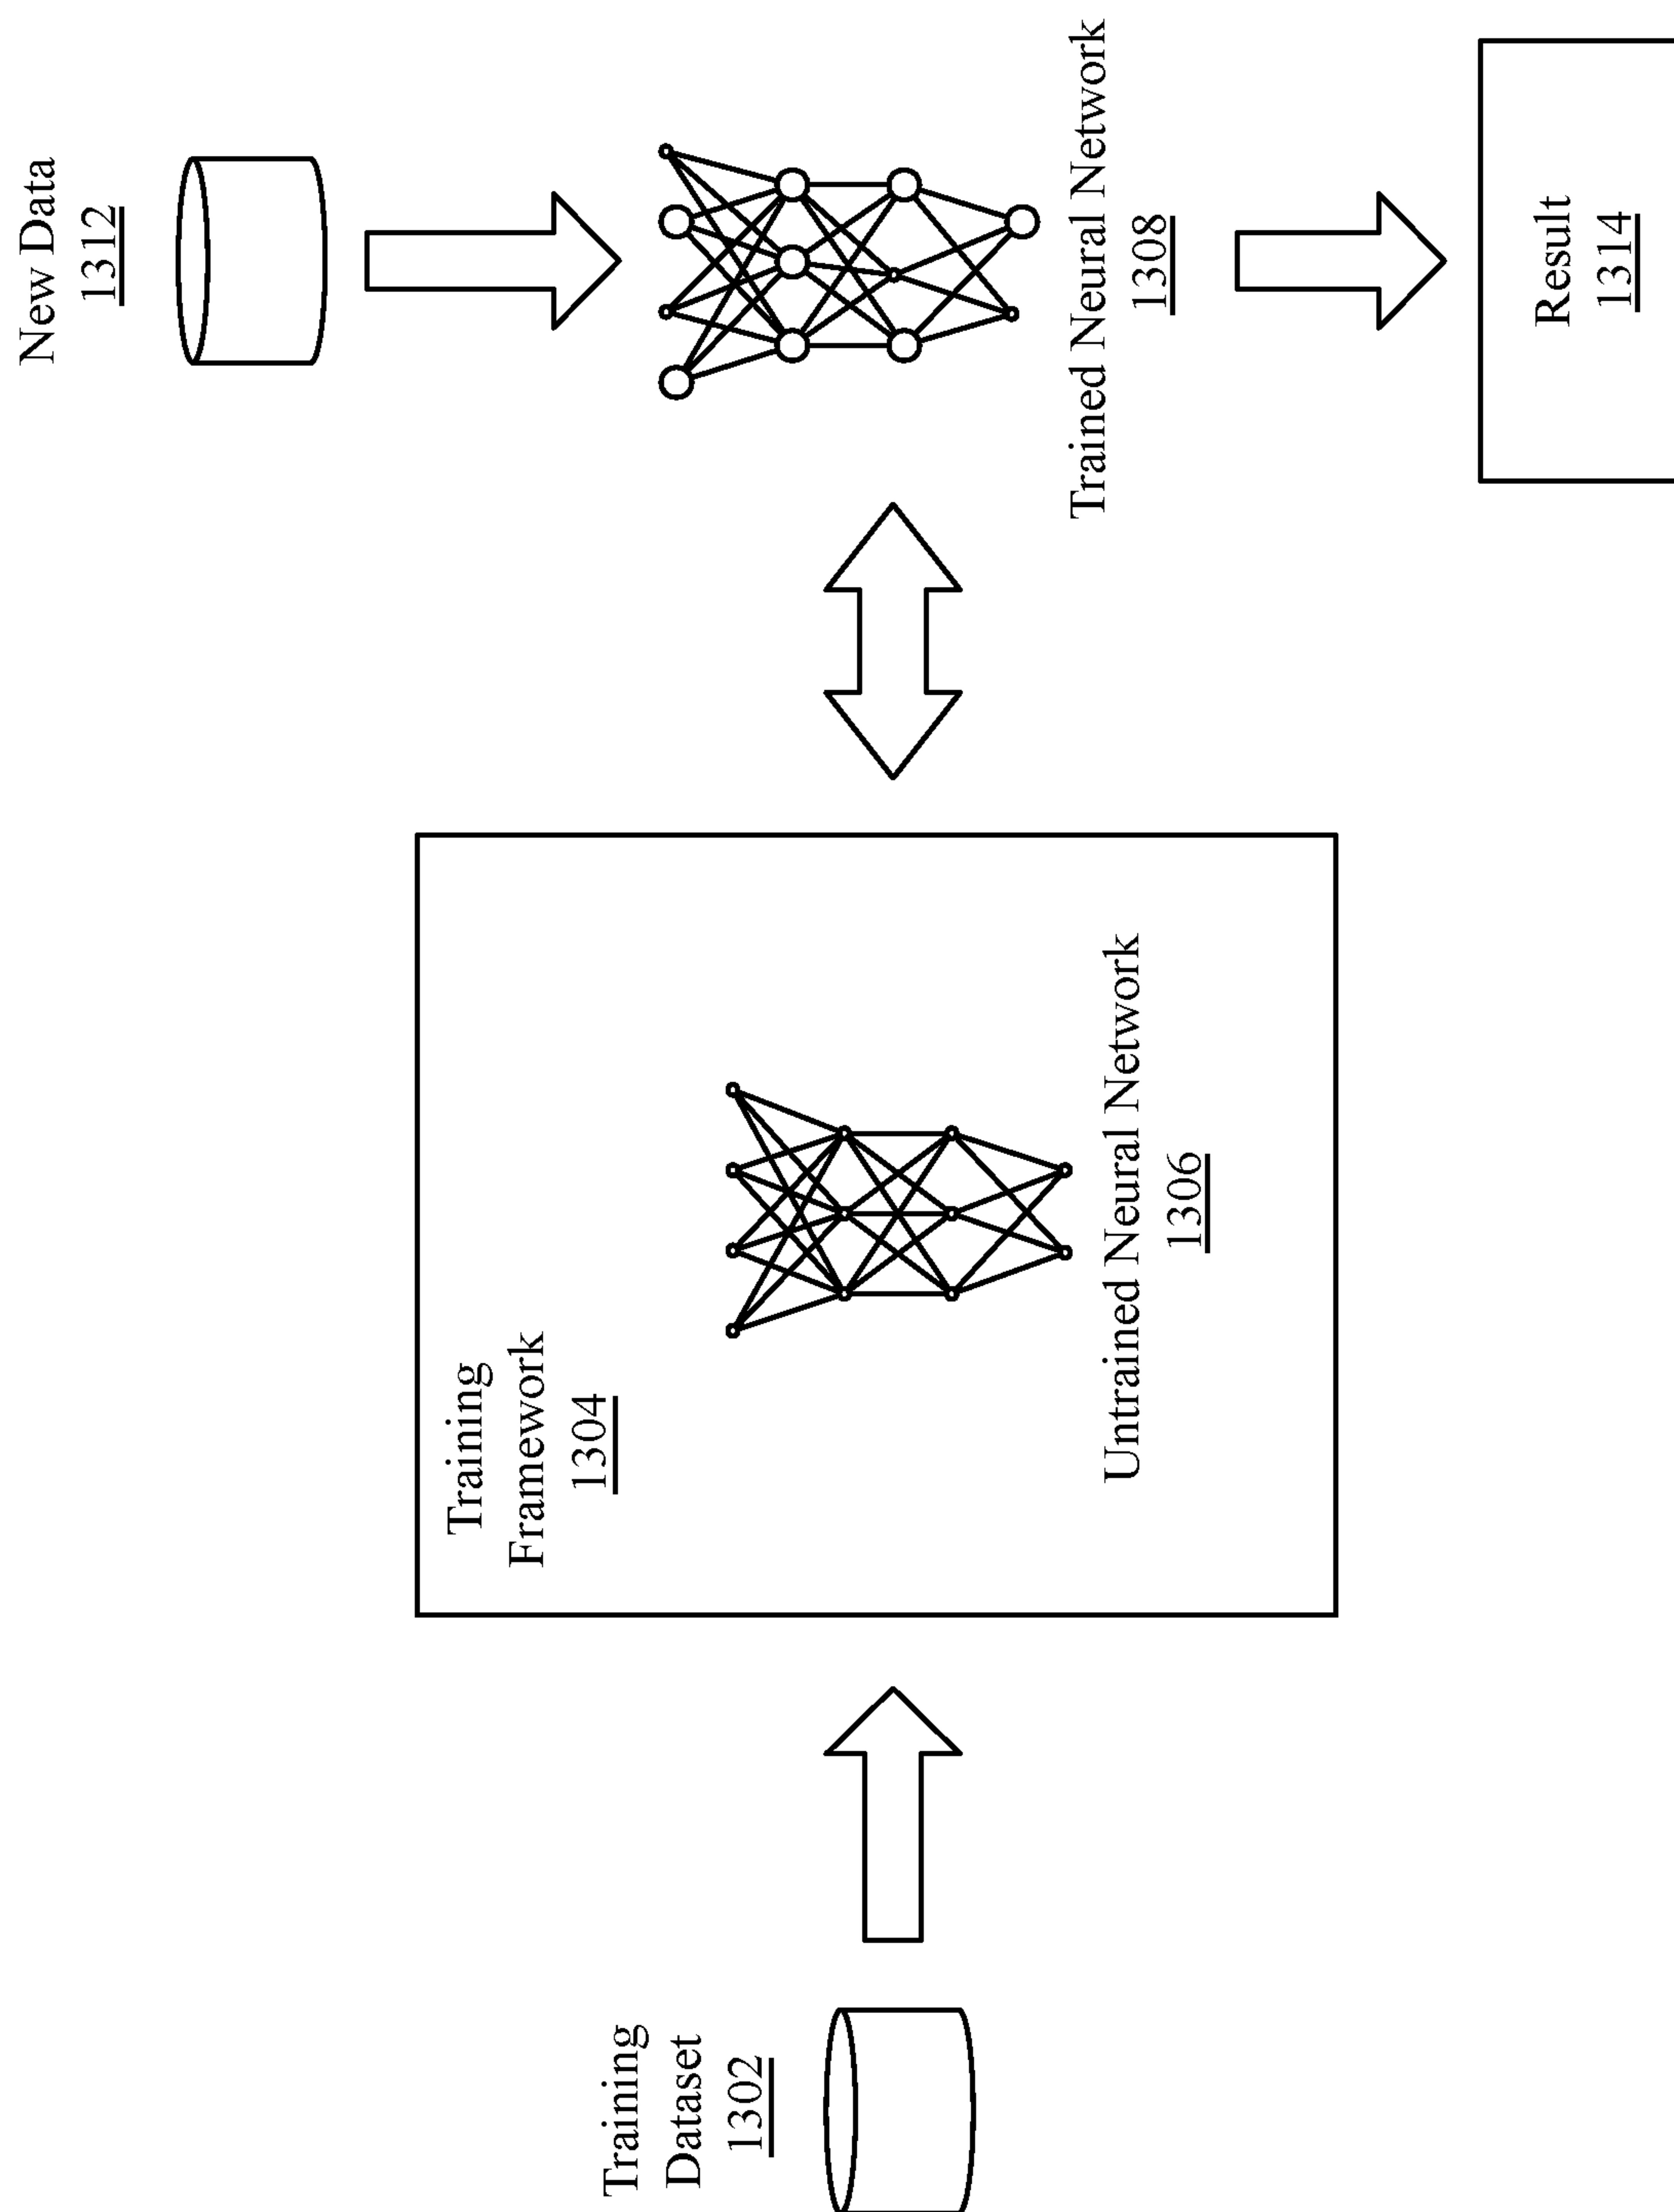 Training
Dataset
1302
Training
Framework
1304
Untrained Neural Network
1306
New Data
1312
Trained Neural Network
1308
Result
1314